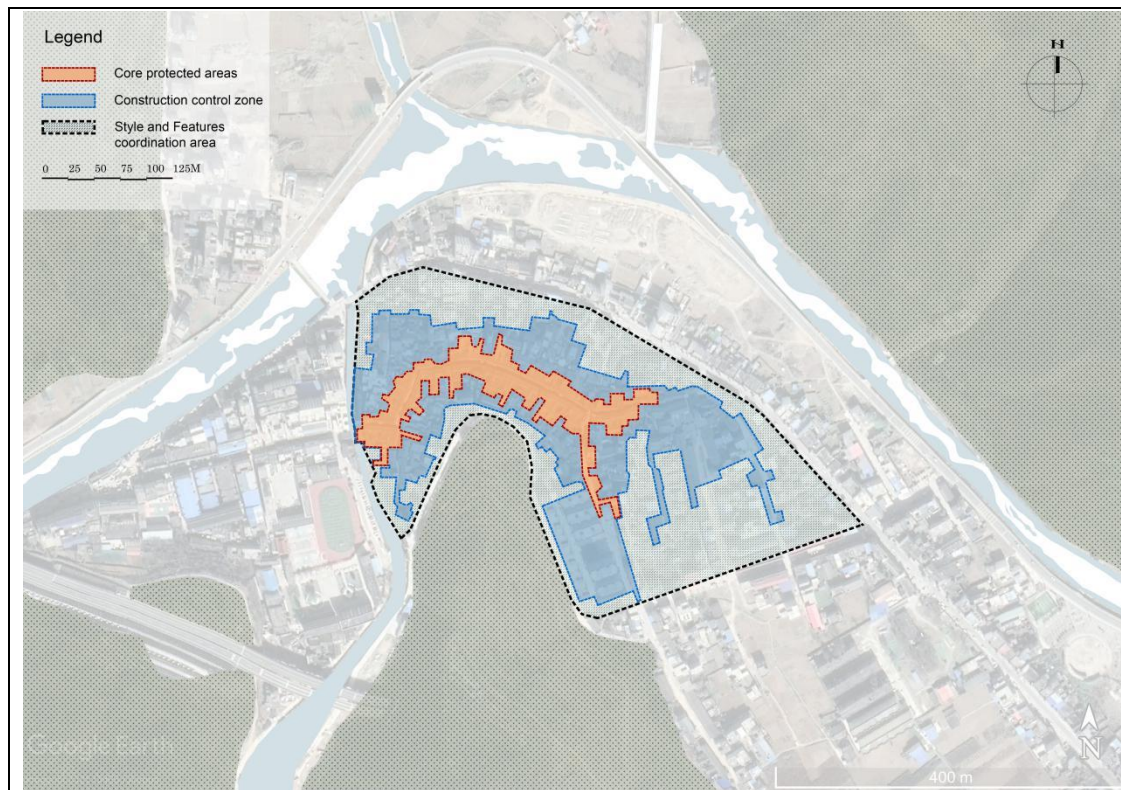 Legend
Core protected areas
Construction control zone
Style and Features
coordination area
0 25 50 75 100 125M
N
Google Earth
N
400 m